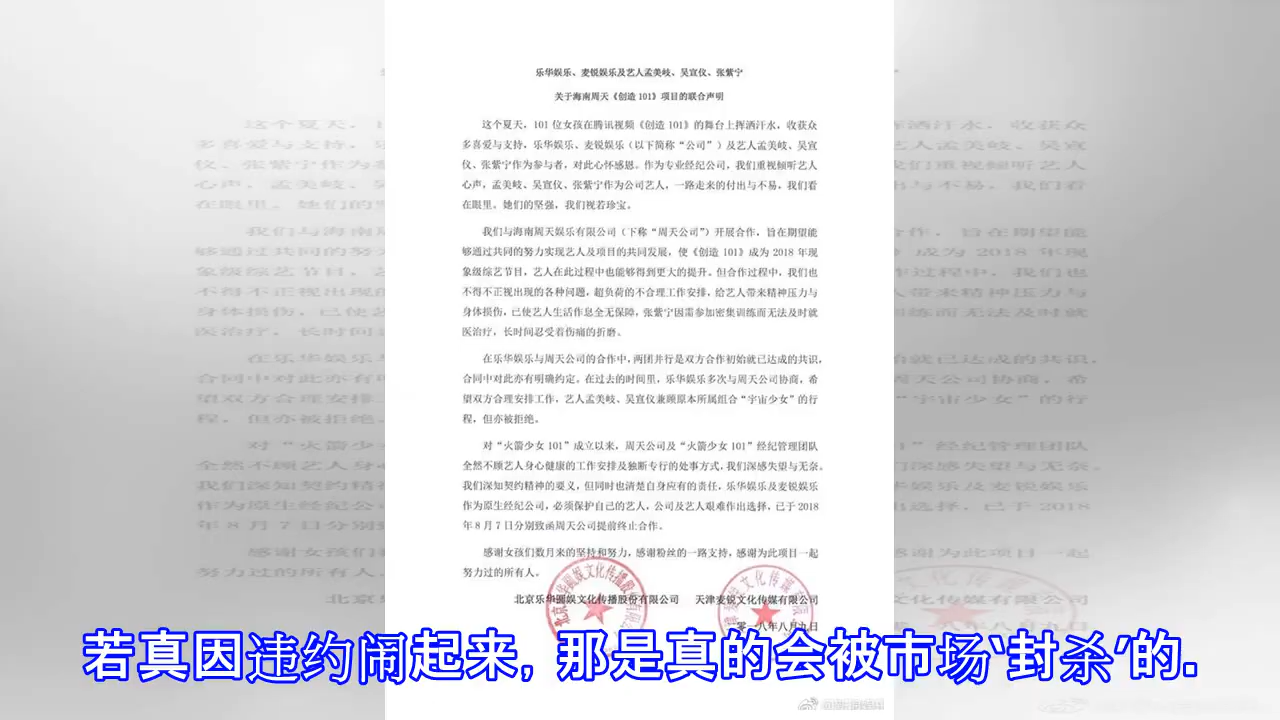 乐华娱乐、麦锐娱乐及艺人孟美岐、吴宣仪、张紫宁
关于海南周天《创造101》项目的联合声明
这个夏天，101位女孩在腾讯视频《创造101》的舞台上挥洒汗水，收获众
多喜爱与支持，乐华娱乐、麦锐娱乐（以下简称“公司”）及艺人孟美岐、吴宣
仪、张紫宁作为参与者，对此心怀感恩。作为专业经纪公司，我们重视倾听艺人
心声，孟美岐、吴宣仪、张紫宁作为公司艺人，一路走来的付出与不易，我们看
在眼里。她们的坚强，我们视若珍宝。
我们与海南周天娱乐有限公司（下称“周天公司”）开展合作，旨在期望能
够通过共同的努力实现艺人及项目的共同发展，使《创造101》成为2018年现
象级综艺节目，艺人在此过程中也能够得到更大的提升。但合作过程中，我们也
不得不正视出现的各种问题，超负荷的不合理工作安排，给艺人带来精神压力与
身体损伤，已使艺人生活作息全无保障，张紫宁因需参加密集训练而无法及时就
医治疗，长时间忍受着伤痛的折磨。
在乐华娱乐与周天公司的合作中，两团并行是双方合作初始就已达成的共识，
合同中对此亦有明确约定。在过去的时间里，乐华娱乐多次与周天公司协商，希
望双方合理安排工作，艺人孟美岐、吴宣仪兼顾原本所属组合“宇宙少女”的行
程，但亦被拒绝。
对“火箭少女101”成立以来，周天公司及“火箭少女101”经纪管理团队
全然不顾艺人身心健康的工作安排及独断专行的处事方式，我们深感失望与无奈。
我们深知契约精神的要义，但同时也清楚自身应有的责任，乐华娱乐及麦锐娱乐
作为原生经纪公司，必须保护自己的艺人，公司及艺人艰难作出选择，已于2018
年8月7日分别致函周天公司提前终止合作。
感谢女孩们数月来的坚持和努力，感谢粉丝的一路支持，感谢为此项目一起
努力过的所有人。
北京乐华圆娱文化传播股份有限公司 天津麦锐文化传媒有限公司
二零一八年八月九日
若真因违约闹起来, 那是真的会被市场‘封杀’的.